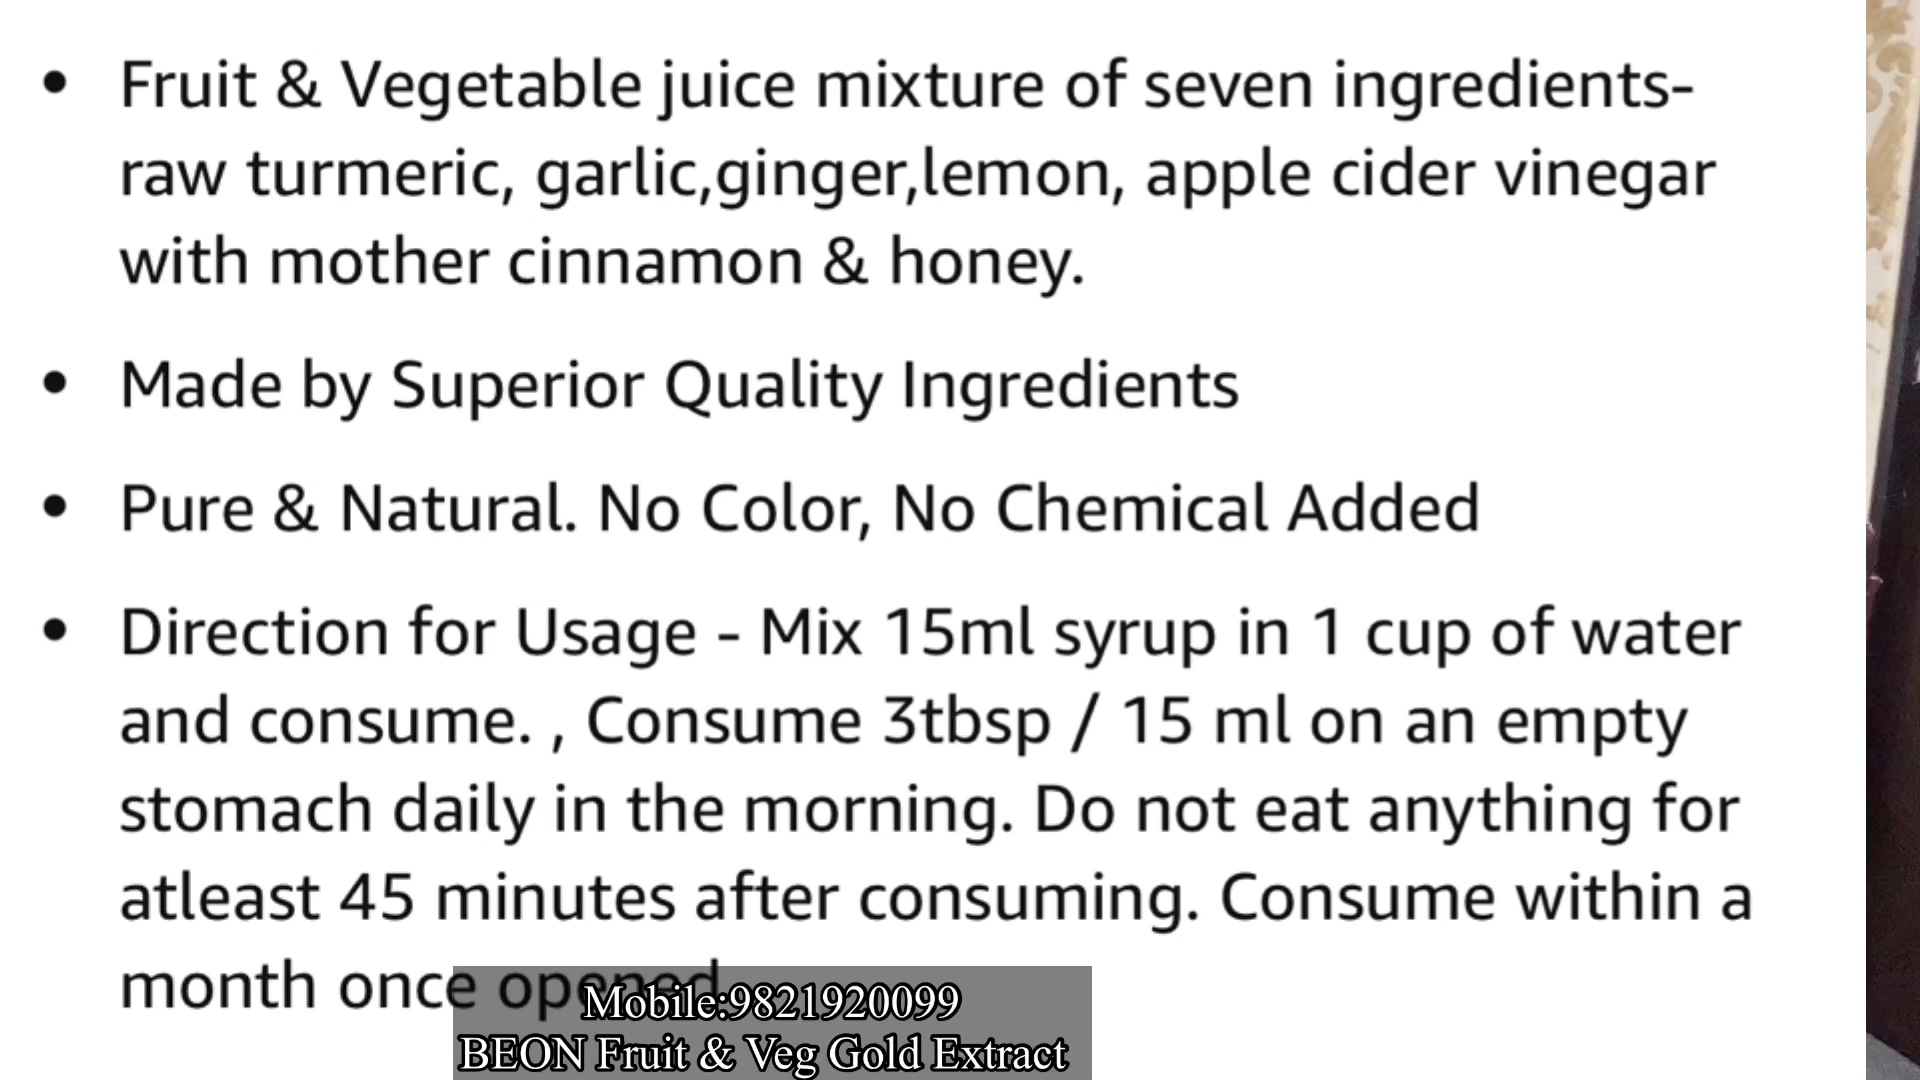 • Fruit & Vegetable juice mixture of seven ingredients-
raw turmeric, garlic,ginger,lemon, apple cider vinegar
with mother cinnamon & honey.
• Made by Superior Quality Ingredients
• Pure & Natural. No Color, No Chemical Added
• Direction for Usage - Mix 15ml syrup in 1 cup of water
and consume. , Consume 3tbsp / 15 ml on an empty
stomach daily in the morning. Do not eat anything for
atleast 45 minutes after consuming. Consume within a
month once opened
Mobile:9821920099
BEON Fruit & Veg Gold Extract